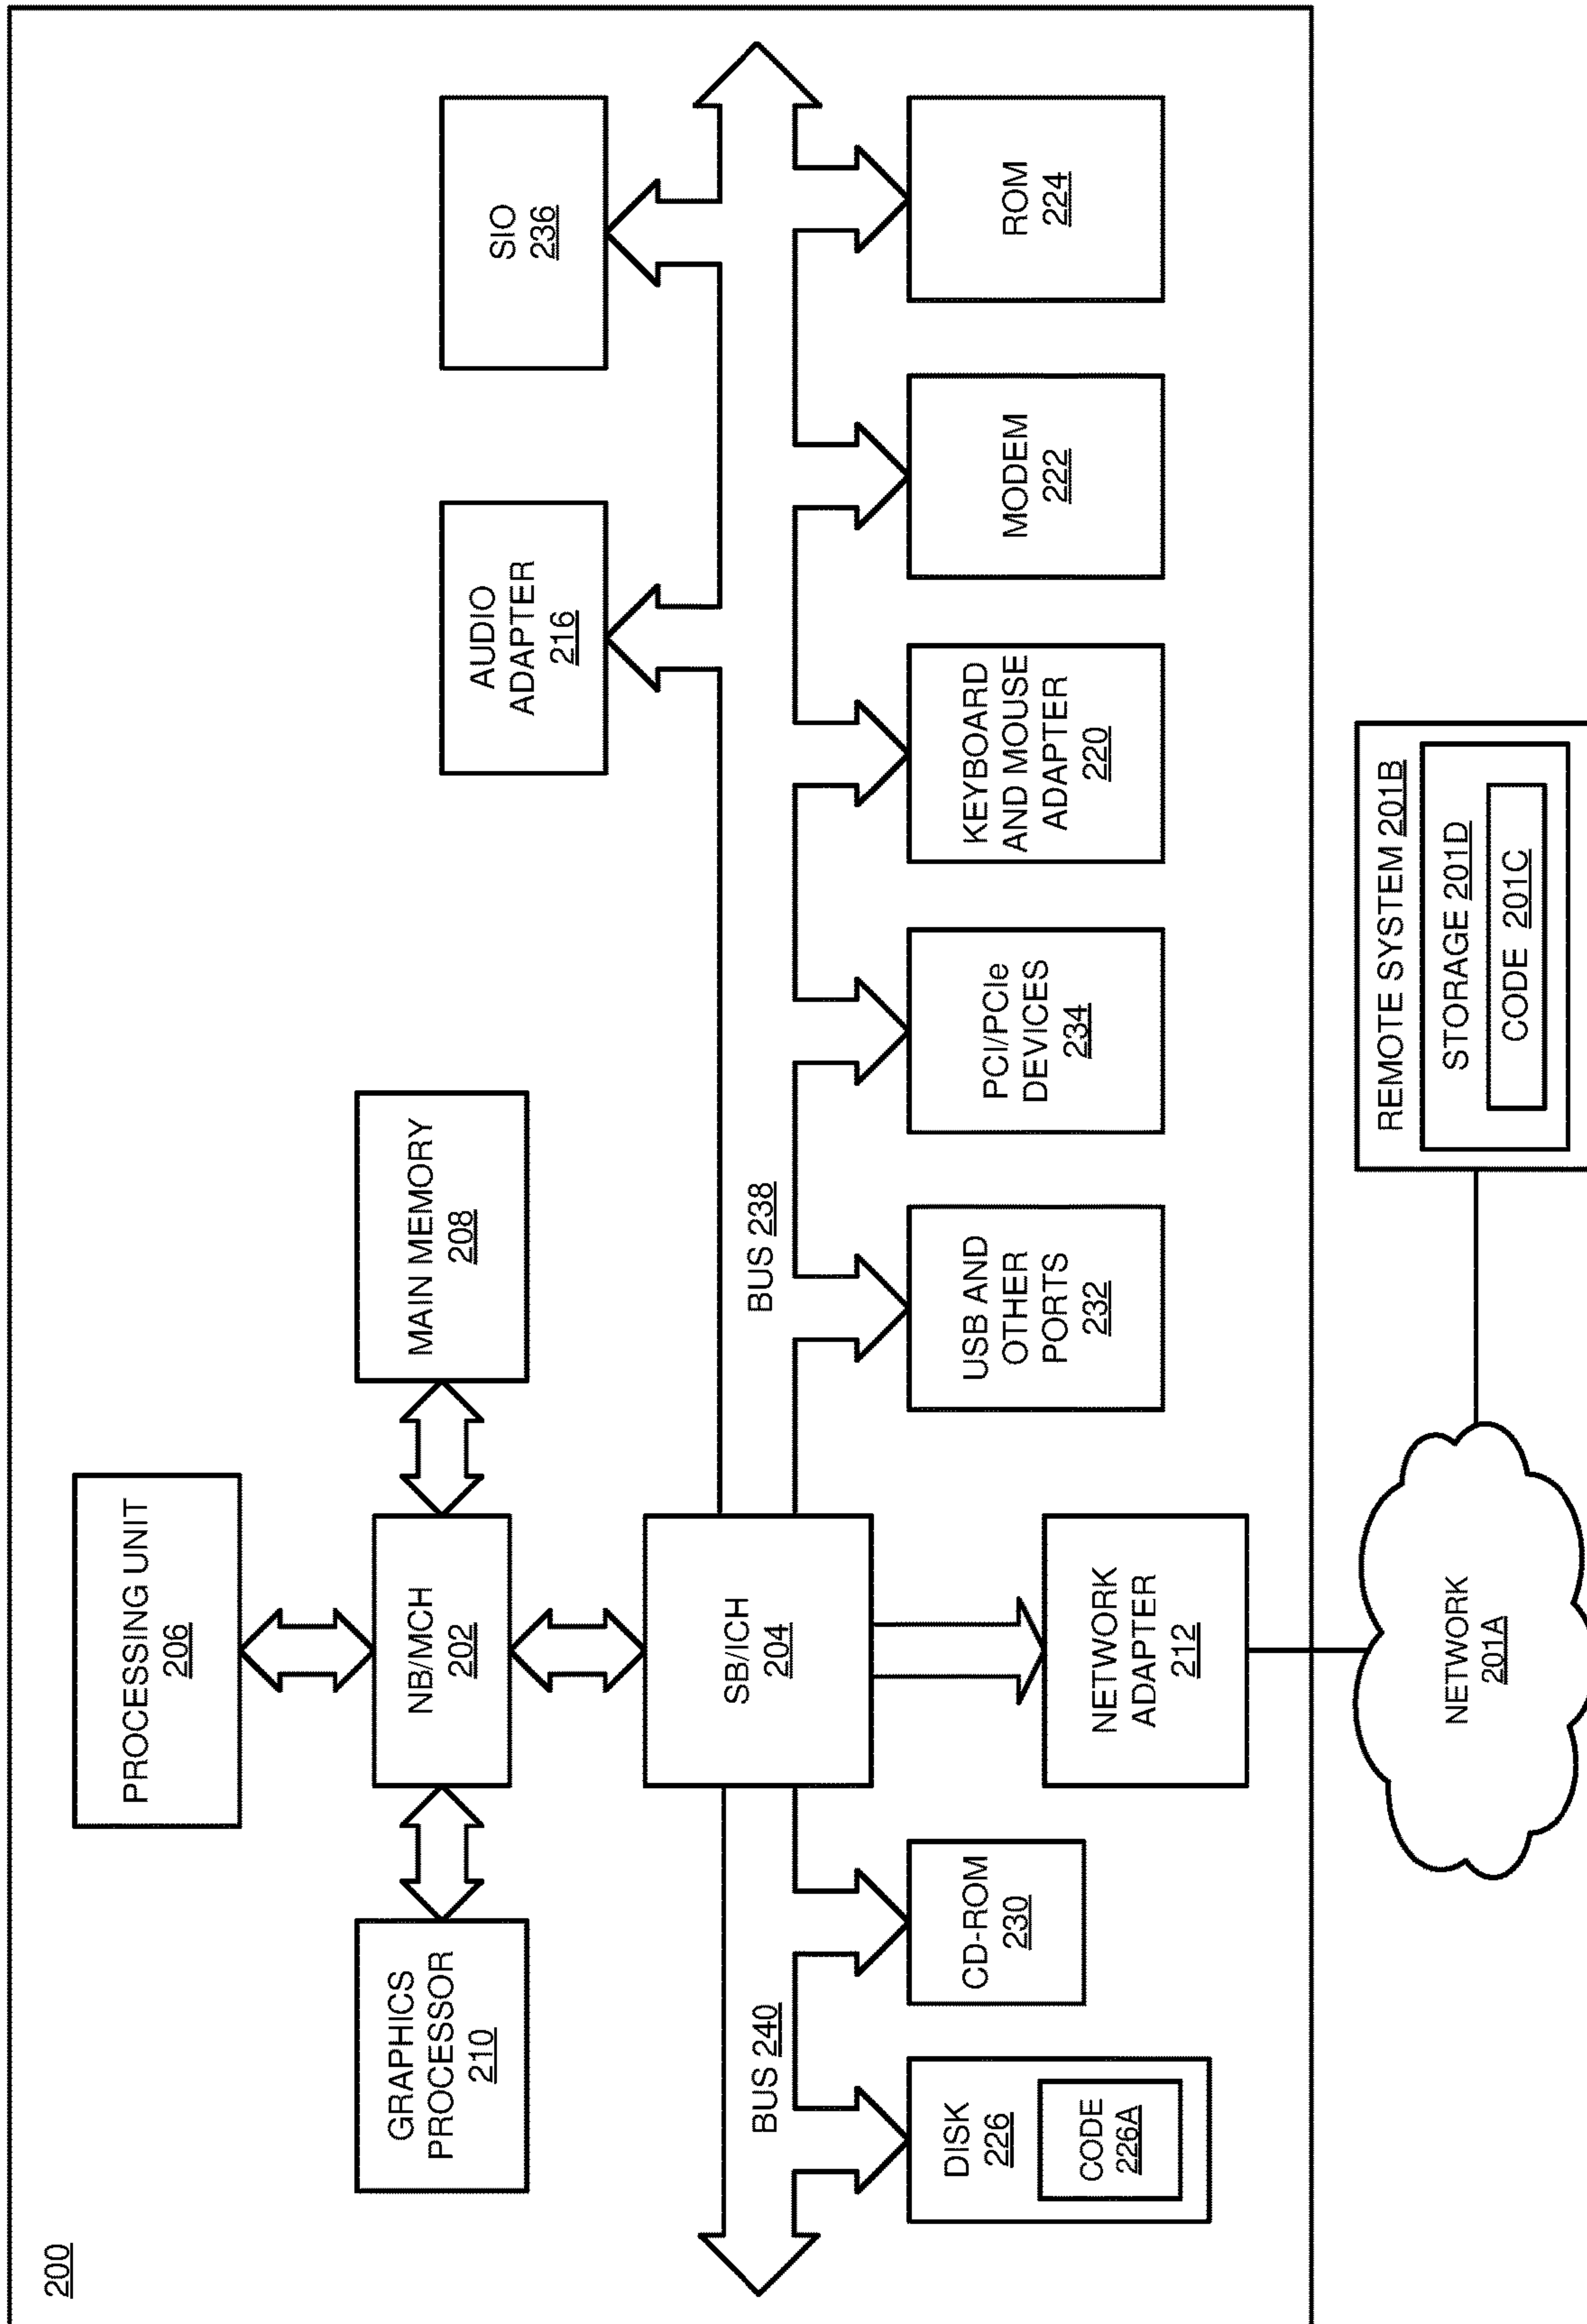 200
PROCESSING UNIT
206
GRAPHICS
PROCESSOR
210
NB/MCH
202
MAIN MEMORY
208
AUDIO
ADAPTER
216
SIO
236
SB/ICH
204
BUS 240
BUS 238
DISK
226
CODE
226A
CD-ROM
230
NETWORK
ADAPTER
212
USB AND
OTHER
PORTS
232
PCI/PCIe
DEVICES
234
KEYBOARD
AND MOUSE
ADAPTER
220
MODEM
222
ROM
224
NETWORK
201A
REMOTE SYSTEM 201B
STORAGE 201D
CODE 201C